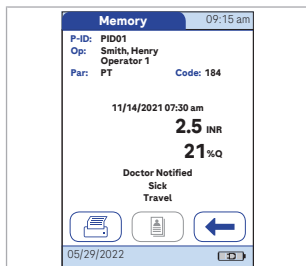 Memory 09:15 am
P-ID: PID01
Op: Smith, Henry
Operator 1
Par: PT Code: 184
11/14/2021 07:30 am
2.5 INR
21 %Q
Doctor Notified
Sick
Travel
05/29/2022